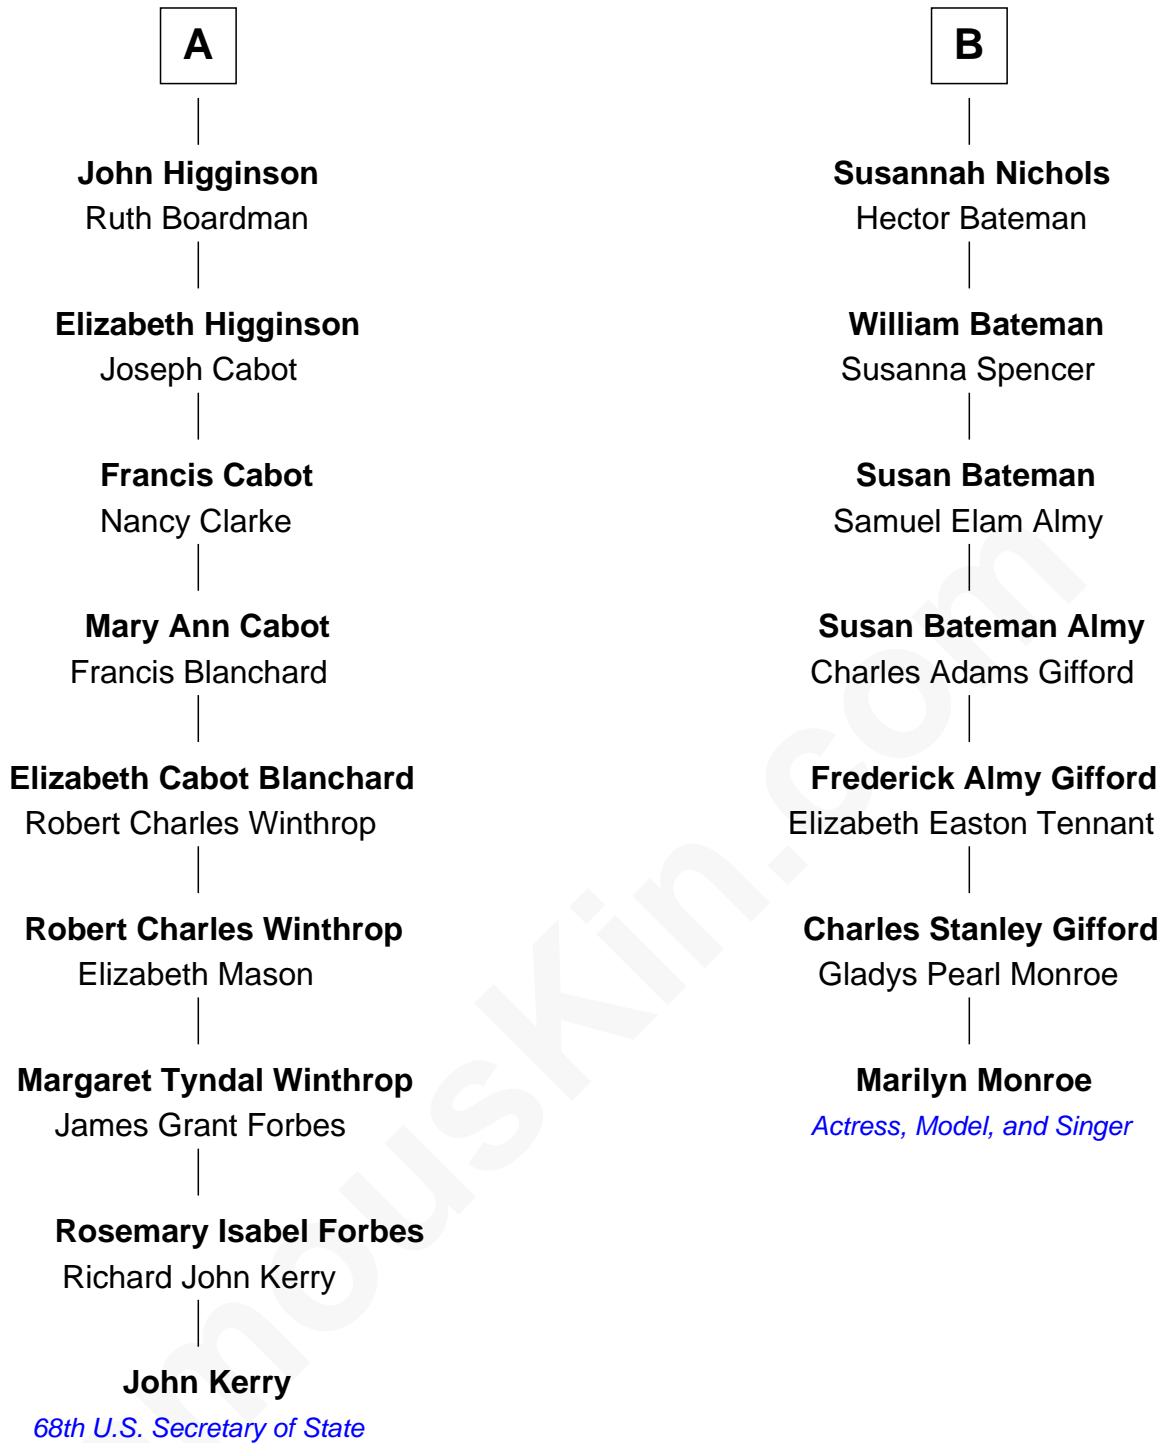 A
John Higginson
Ruth Boardman
Elizabeth Higginson
Joseph Cabot
Francis Cabot
Nancy Clarke
Mary Ann Cabot
Francis Blanchard
Elizabeth Cabot Blanchard
Robert Charles Winthrop
Robert Charles Winthrop
Elizabeth Mason
Margaret Tyndal Winthrop
James Grant Forbes
Rosemary Isabel Forbes
Richard John Kerry
John Kerry
68th U.S. Secretary of State
B
Susannah Nichols
Hector Bateman
William Bateman
Susanna Spencer
Susan Bateman
Samuel Elam Almy
Susan Bateman Almy
Charles Adams Gifford
Frederick Almy Gifford
Elizabeth Easton Tennant
Charles Stanley Gifford
Gladys Pearl Monroe
Marilyn Monroe
Actress, Model, and Singer
mouskin.com